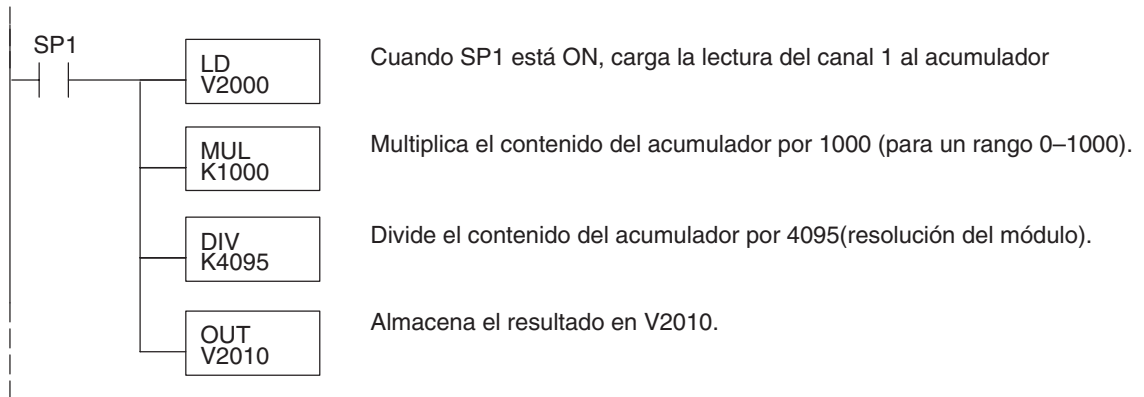 SP1
LD
V2000
Cuando SP1 está ON, carga la lectura del canal 1 al acumulador
MUL
K1000
Multiplica el contenido del acumulador por 1000 (para un rango 0–1000).
DIV
K4095
Divide el contenido del acumulador por 4095(resolución del módulo).
OUT
V2010
Almacena el resultado en V2010.